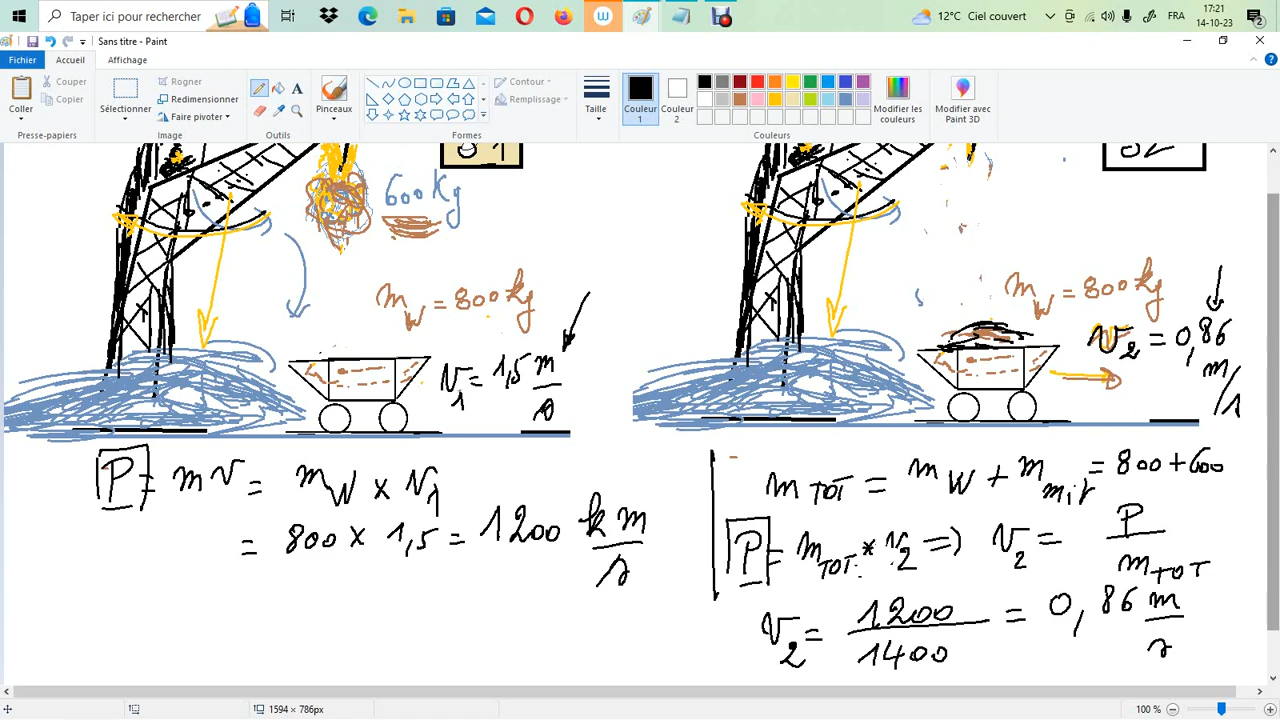 Taper ici pour rechercher
12°C Ciel couvert
FRA
17:21
14-10-23
2
Sans titre - Paint
Fichier
Accueil
Affichage
Coller
Couper
Copier
Presse-papiers
Sélectionner
Rogner
Redimensionner
Faire pivoter
Image
Outils
Pinceaux
Contour
Remplissage
Formes
Taille
Couleur 1
Couleur 2
Modifier les couleurs
Couleurs
Modifier avec Paint 3D
600 kg
m_W = 800 kg
v_1 = 1,5 m/s
m_W = 800 kg
v_2 = 0,86 m/s
P = m v = m_W x v_1
= 800 x 1,5 = 1200 k m/s
m_TOT = m_W + m_mir = 800 + 600
P = m_TOT * v_2 => v_2 = P/m_TOT
v_2 = 1200/1400 = 0,86 m/s
1594 × 786px
100 %